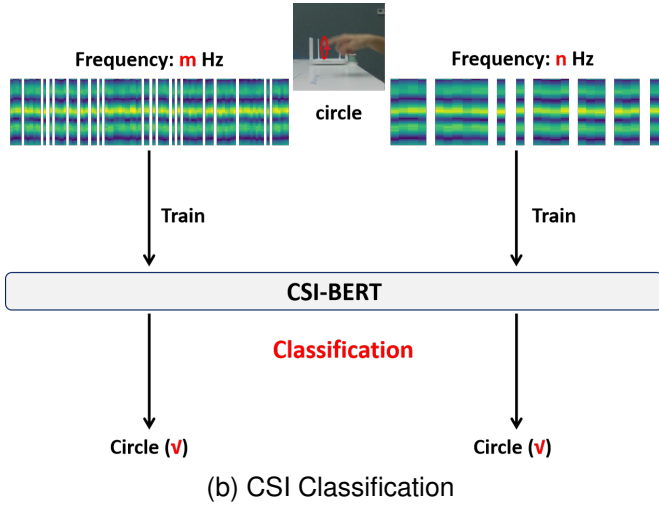 Frequency: m Hz
Frequency: n Hz
circle
Train
Train
CSI-BERT
Classification
Circle (√)
Circle (√)
(b) CSI Classification